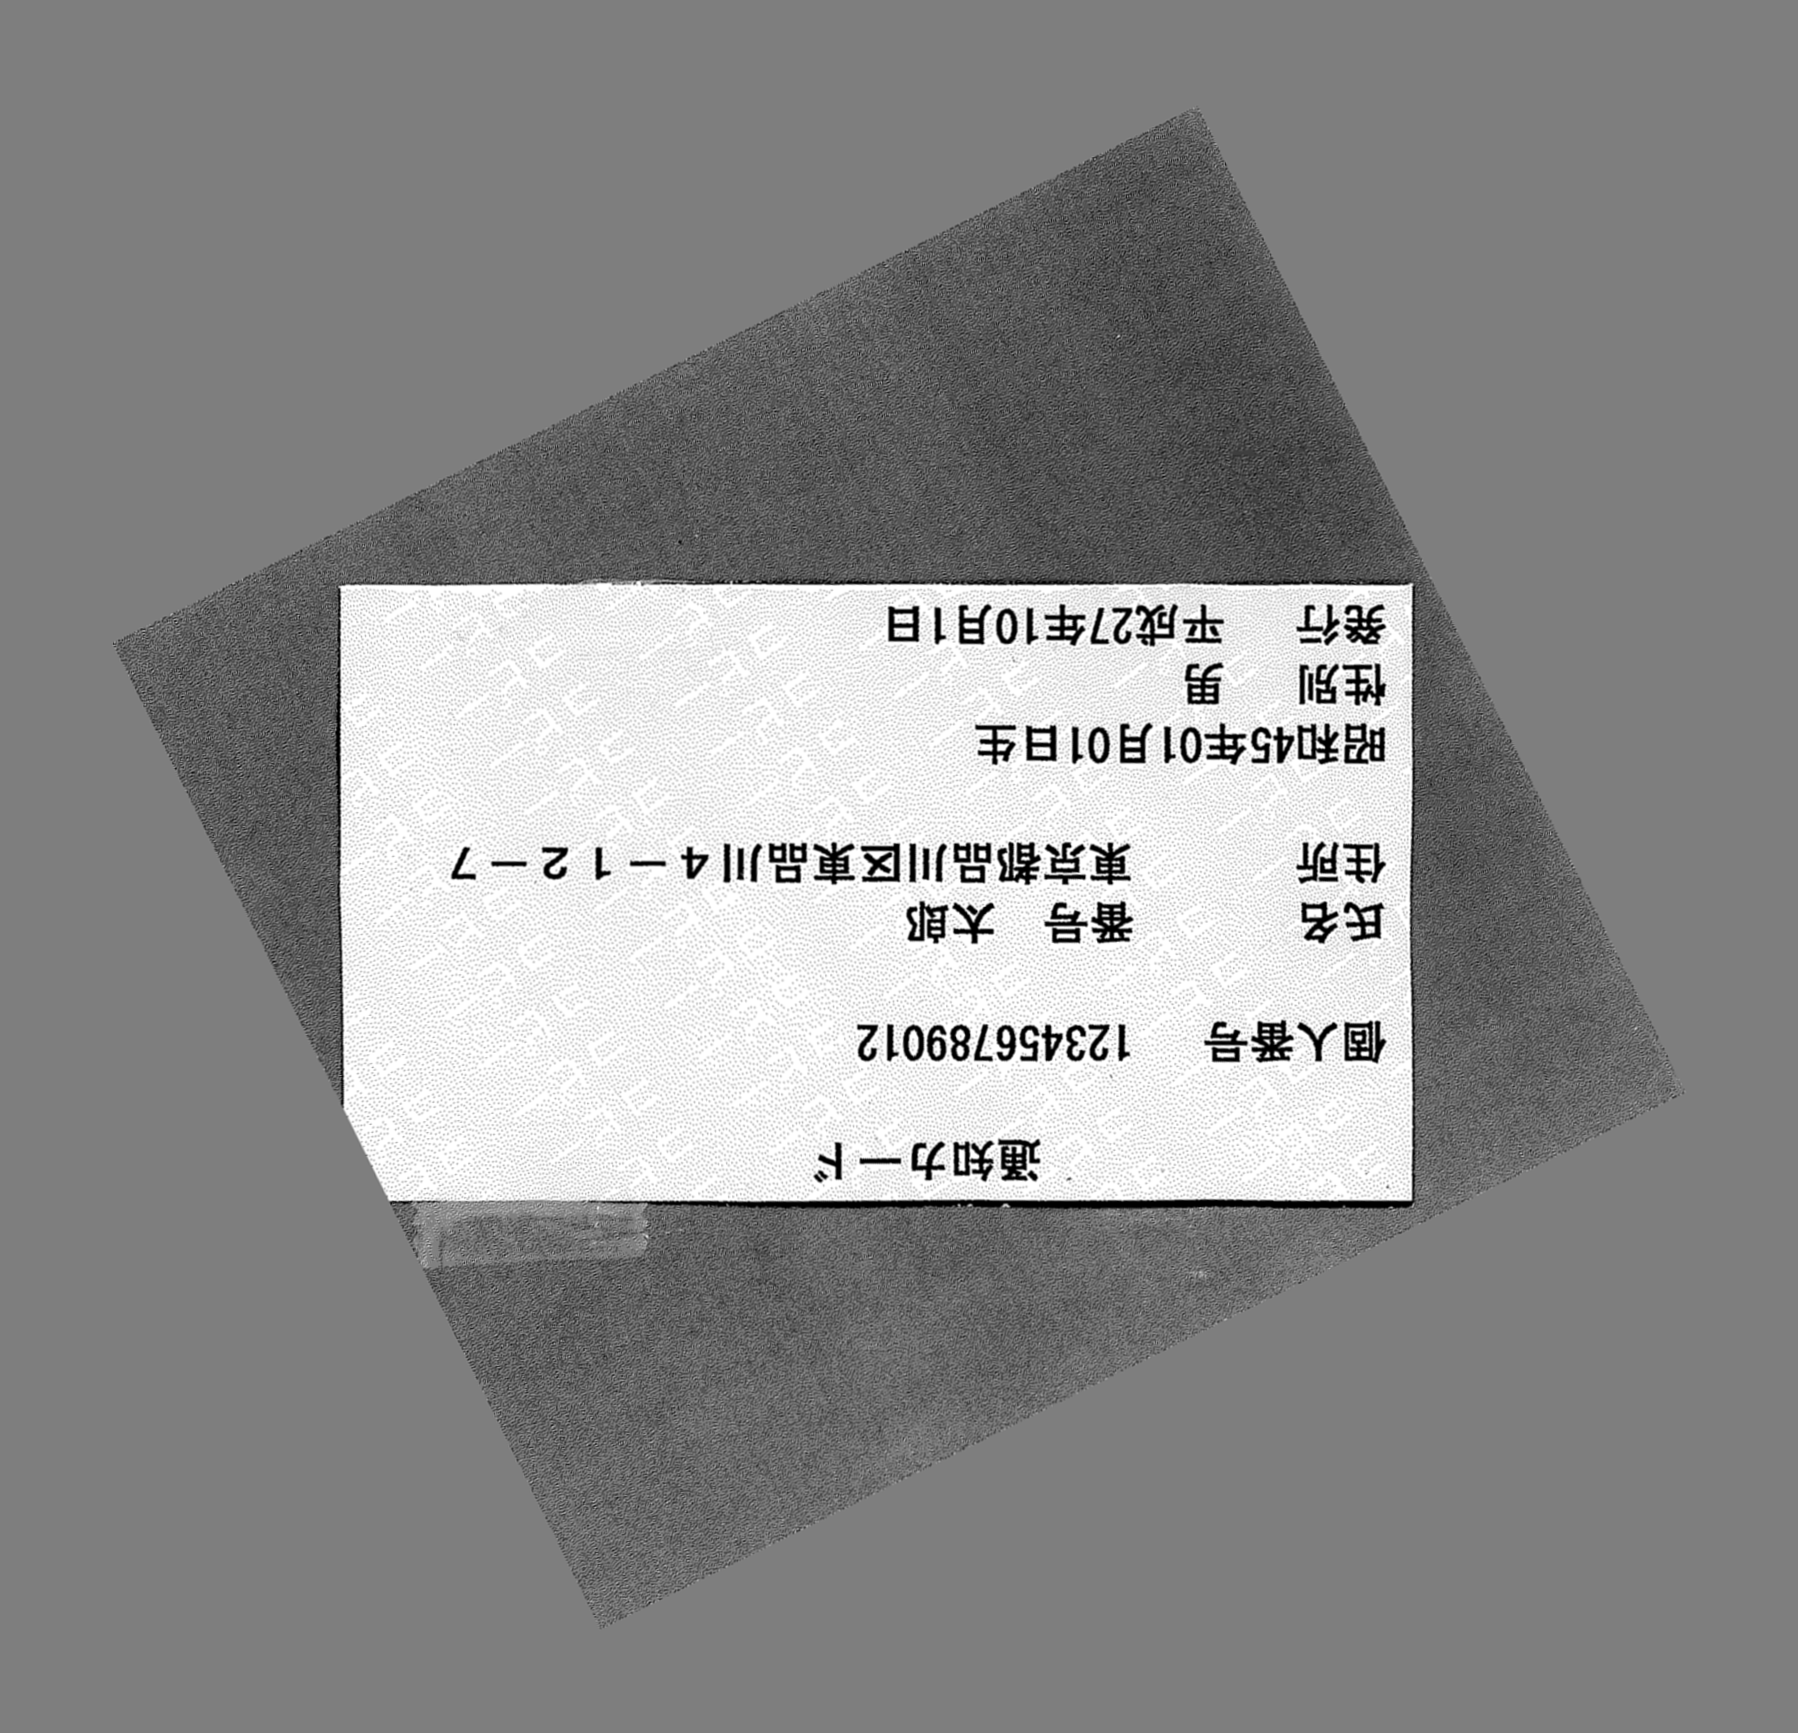 通知カード
個人番号　123456789012
氏名　番号　太郎
住所　東京都品川区東品川４－１２－７
昭和45年01月01日生
性別　男
発行　平成27年10月1日